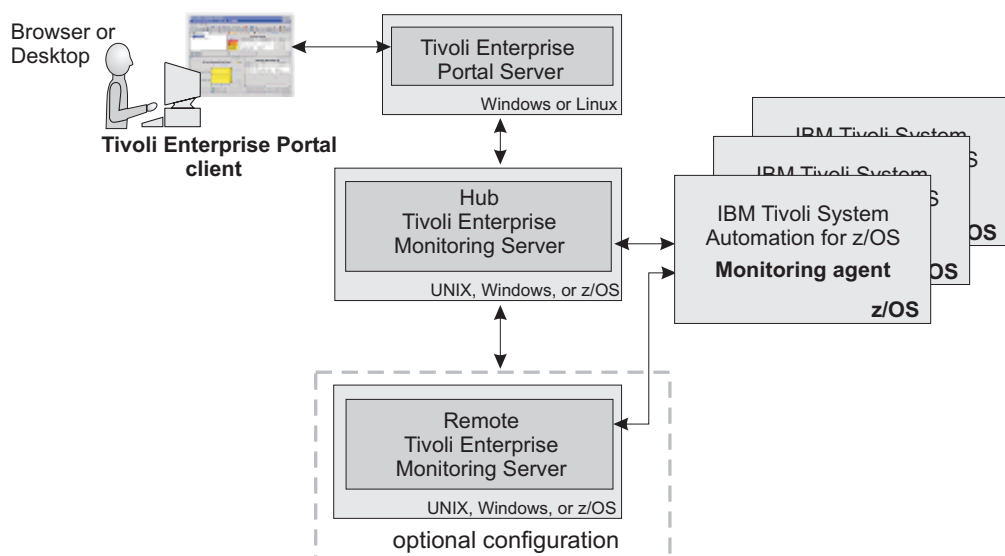 Browser or
Desktop
Tivoli Enterprise Portal
client
Tivoli Enterprise
Portal Server
Windows or Linux
Hub
Tivoli Enterprise
Monitoring Server
UNIX, Windows, or z/OS
IBM Tivoli System
S
OS
IBM Tivoli System
S
OS
IBM Tivoli System
Automation for z/OS
Monitoring agent
z/OS
Remote
Tivoli Enterprise
Monitoring Server
UNIX, Windows, or z/OS
optional configuration